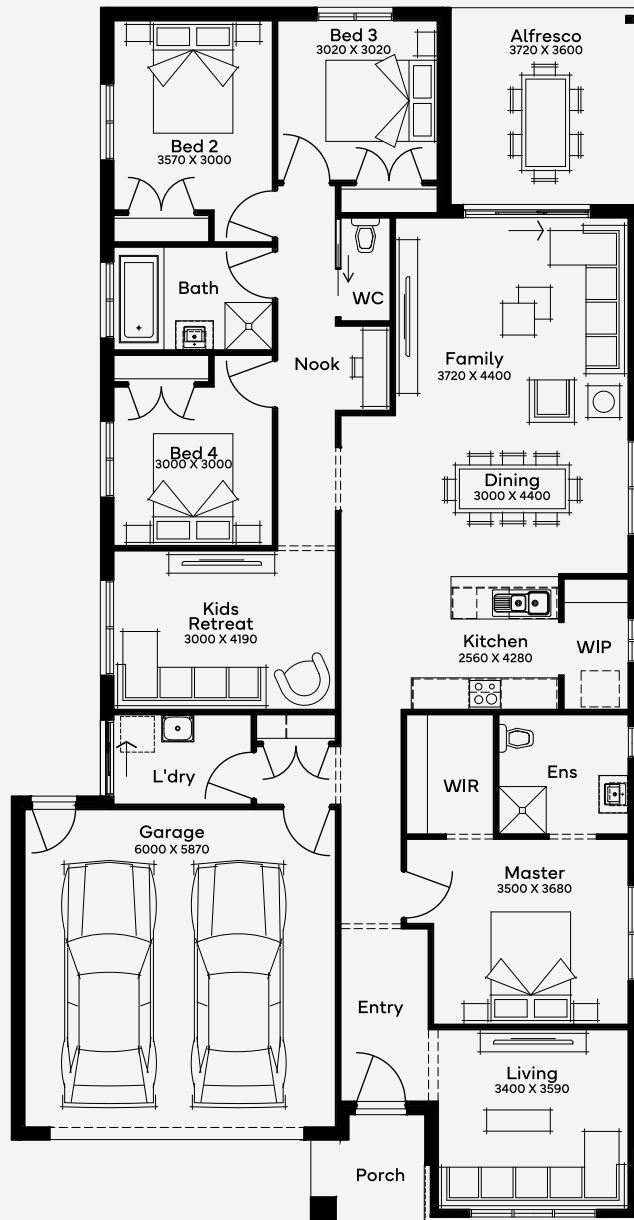 Bed 3
3020 X 3020
Alfresco
3720 X 3600
Bed 2
3570 X 3000
Bath
WC
Nook
Family
3720 X 4400
Bed 4
3000 X 3000
Dining
3000 X 4400
Kids
Retreat
3000 X 4190
Kitchen
2560 X 4280
WIP
L'dry
WIR
Ens
Garage
6000 X 5870
Master
3500 X 3680
Entry
Living
3400 X 3590
Porch